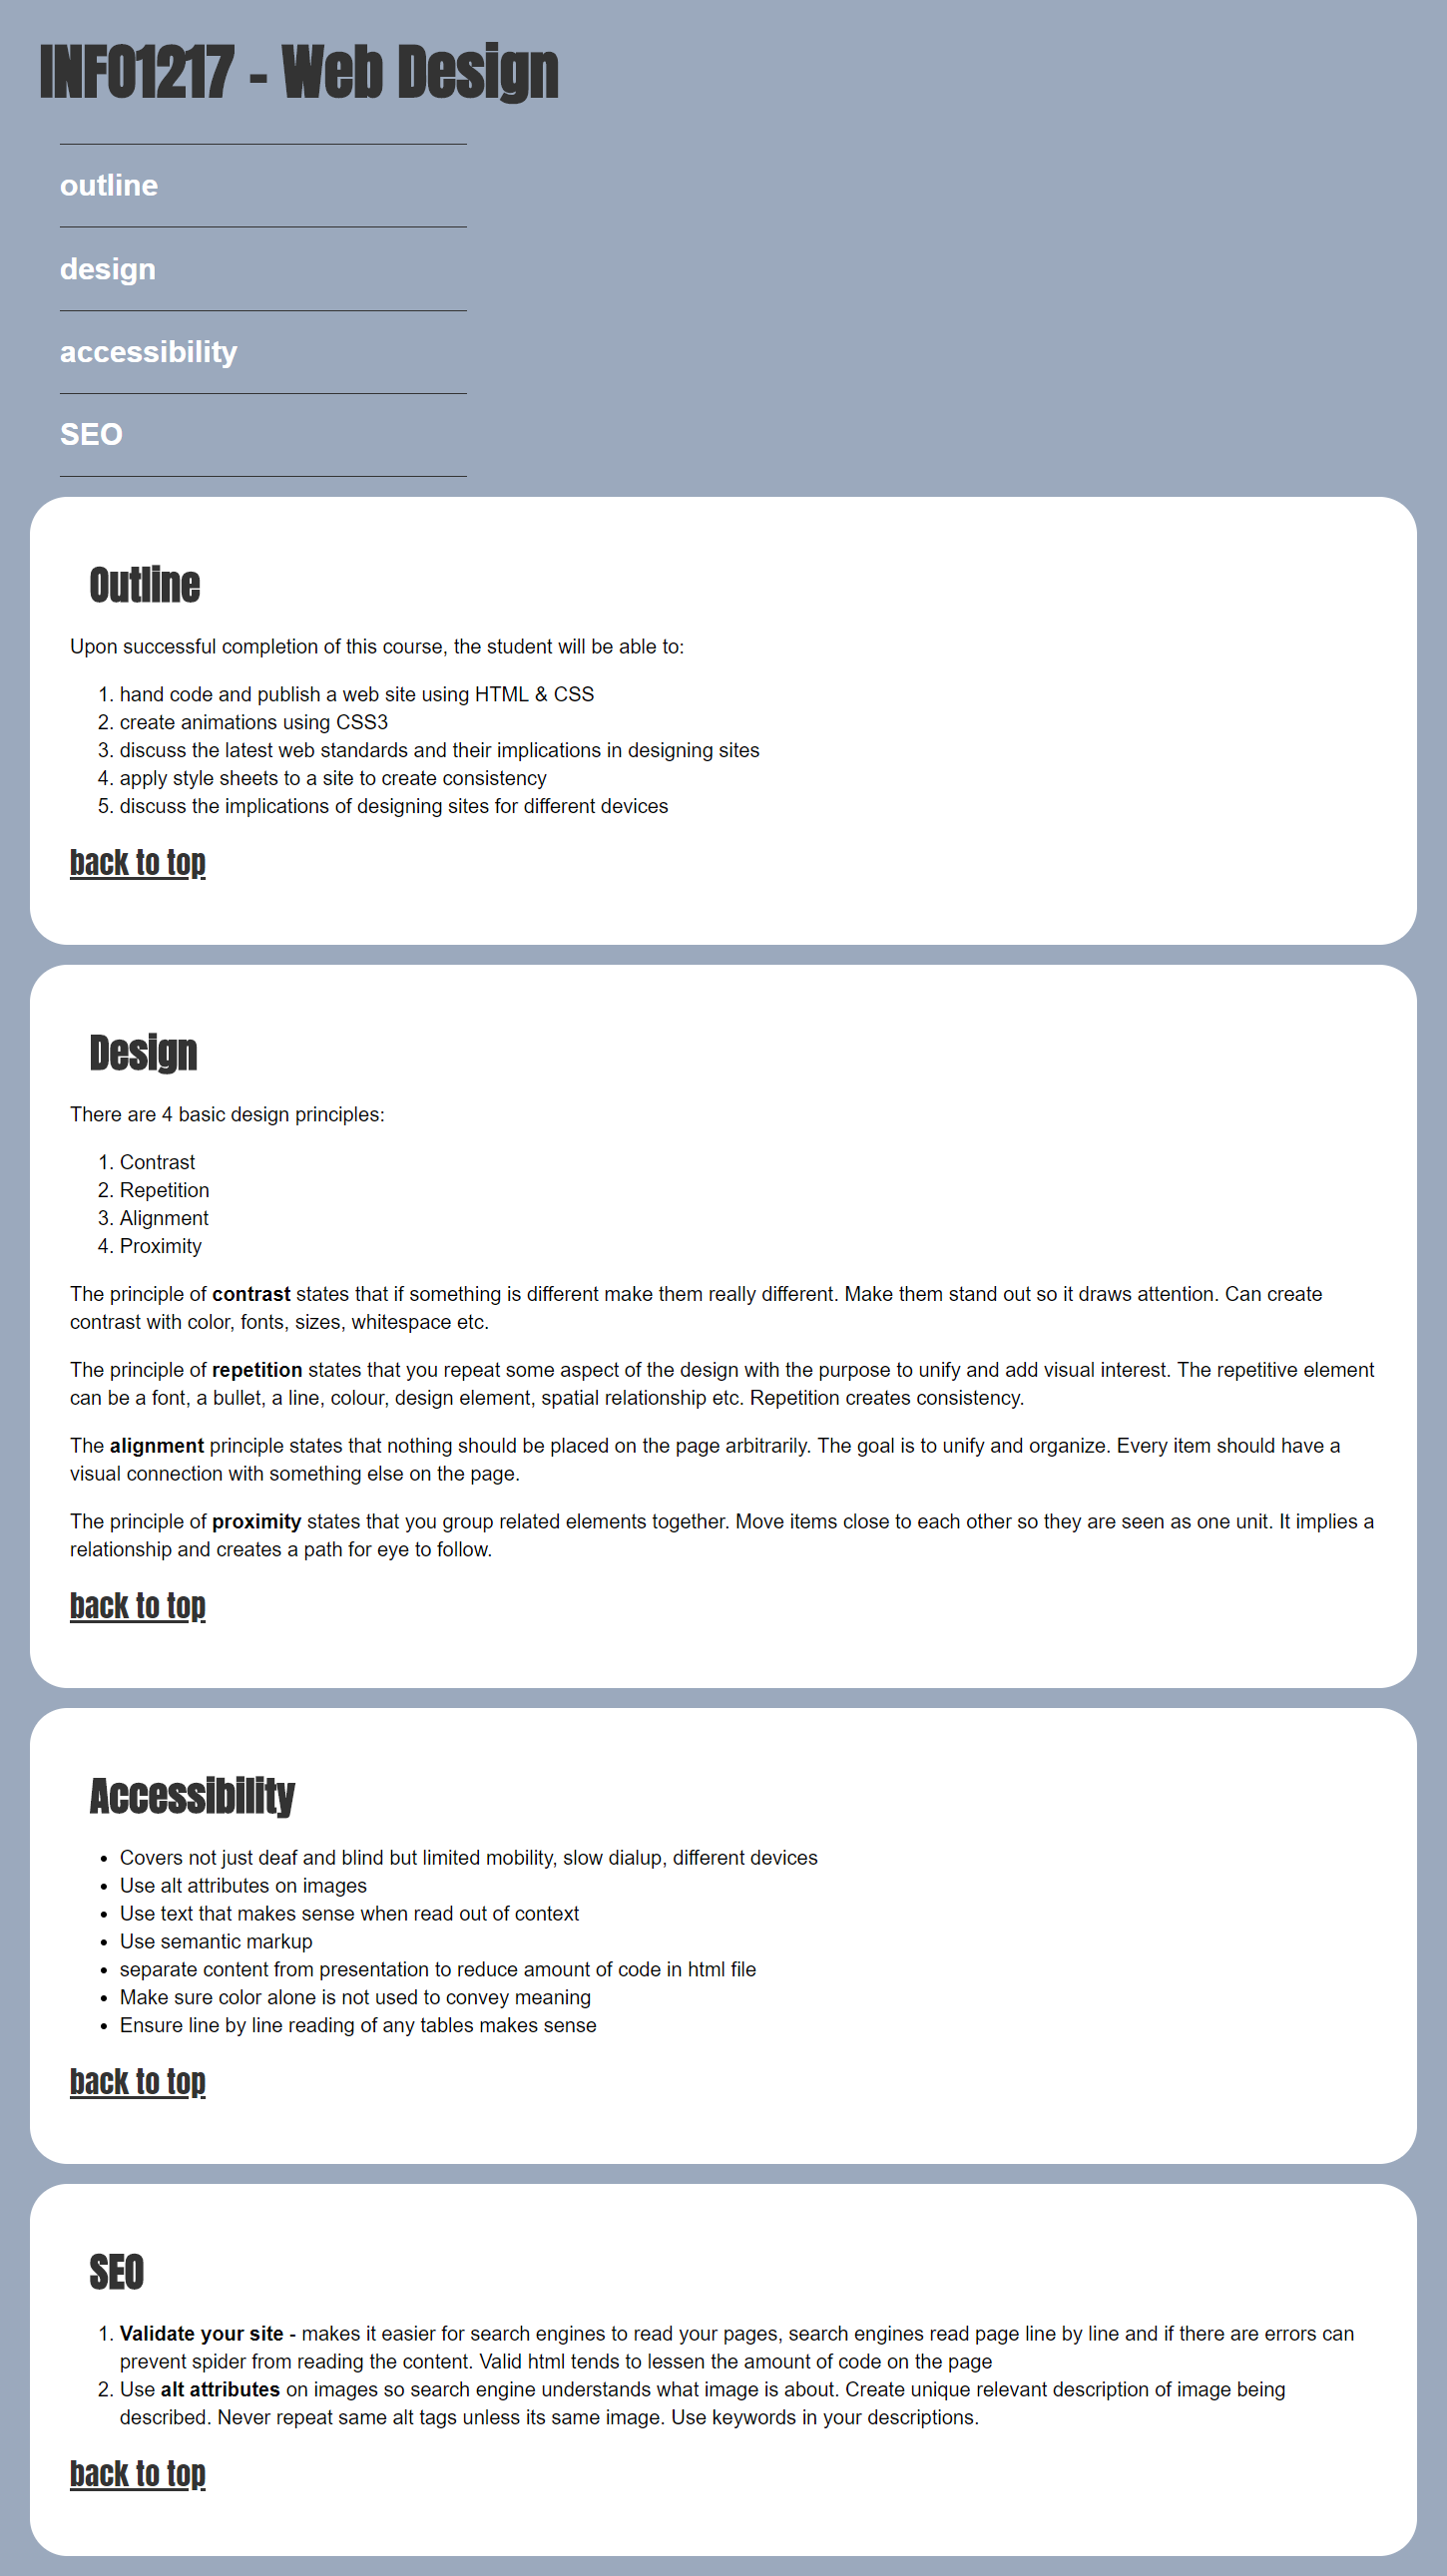 INFO1217 - Web Design
outline
design
accessibility
SEO
Outline
Upon successful completion of this course, the student will be able to:
1. hand code and publish a web site using HTML & CSS
2. create animations using CSS3
3. discuss the latest web standards and their implications in designing sites
4. apply style sheets to a site to create consistency
5. discuss the implications of designing sites for different devices
back to top
Design
There are 4 basic design principles:
1. Contrast
2. Repetition
3. Alignment
4. Proximity
The principle of contrast states that if something is different make them really different. Make them stand out so it draws attention. Can create
contrast with color, fonts, sizes, whitespace etc.
The principle of repetition states that you repeat some aspect of the design with the purpose to unify and add visual interest. The repetitive element
can be a font, a bullet, a line, colour, design element, spatial relationship etc. Repetition creates consistency.
The alignment principle states that nothing should be placed on the page arbitrarily. The goal is to unify and organize. Every item should have a
visual connection with something else on the page.
The principle of proximity states that you group related elements together. Move items close to each other so they are seen as one unit. It implies a
relationship and creates a path for eye to follow.
back to top
Accessibility
• Covers not just deaf and blind but limited mobility, slow dialup, different devices
• Use alt attributes on images
• Use text that makes sense when read out of context
• Use semantic markup
• separate content from presentation to reduce amount of code in html file
• Make sure color alone is not used to convey meaning
• Ensure line by line reading of any tables makes sense
back to top
SEO
1. Validate your site - makes it easier for search engines to read your pages, search engines read page line by line and if there are errors can
prevent spider from reading the content. Valid html tends to lessen the amount of code on the page
2. Use alt attributes on images so search engine understands what image is about. Create unique relevant description of image being
described. Never repeat same alt tags unless its same image. Use keywords in your descriptions.
back to top